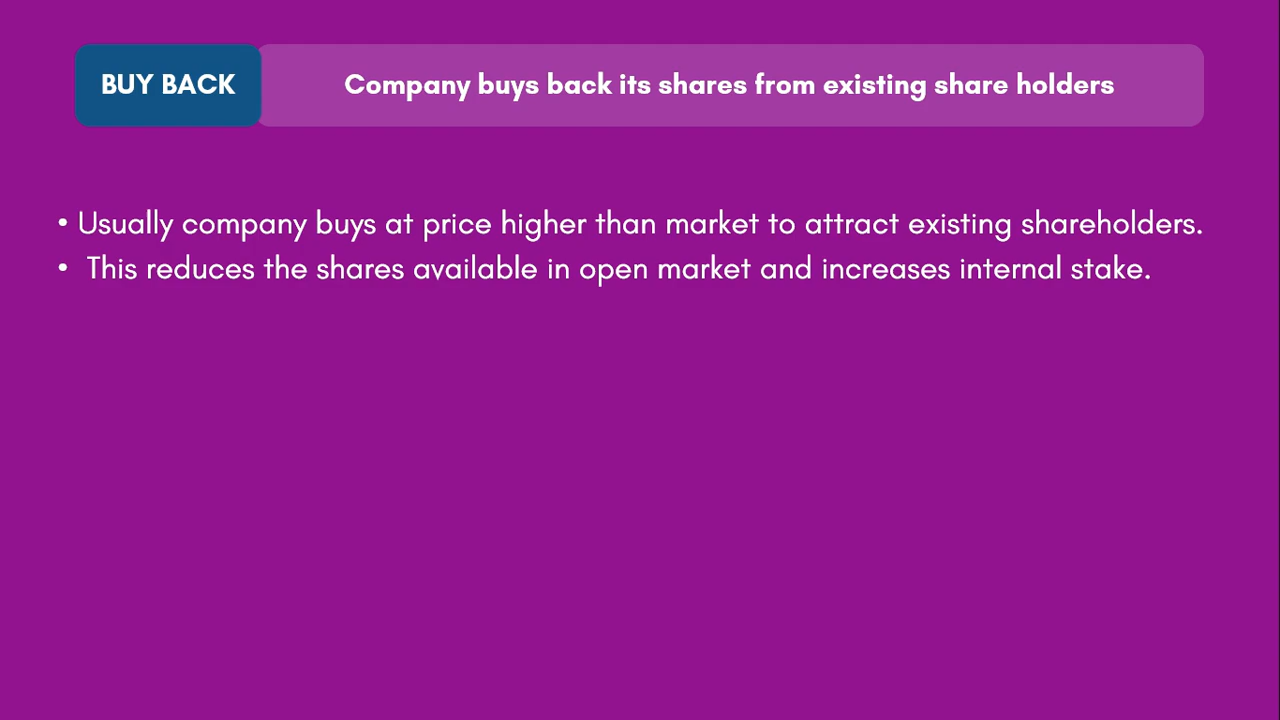 BUY BACK
Company buys back its shares from existing share holders
• Usually company buys at price higher than market to attract existing shareholders.
• This reduces the shares available in open market and increases internal stake.